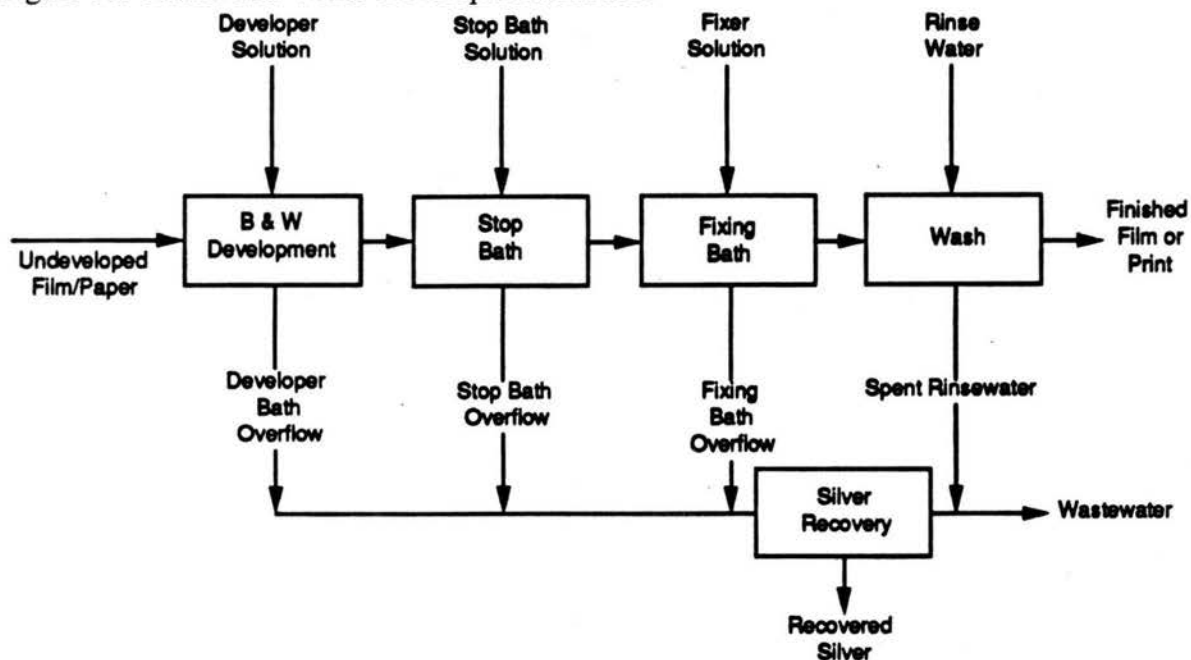 Developer
Solution
Stop Bath
Solution
Fixer
Solution
Rinse
Water
Undeveloped
Film/Paper
B & W
Development
Stop
Bath
Fixing
Bath
Wash
Finished
Film or
Print
Developer
Bath
Overflow
Stop Bath
Overflow
Fixing
Bath
Overflow
Spent Rinsewater
Silver
Recovery
Wastewater
Recovered
Silver